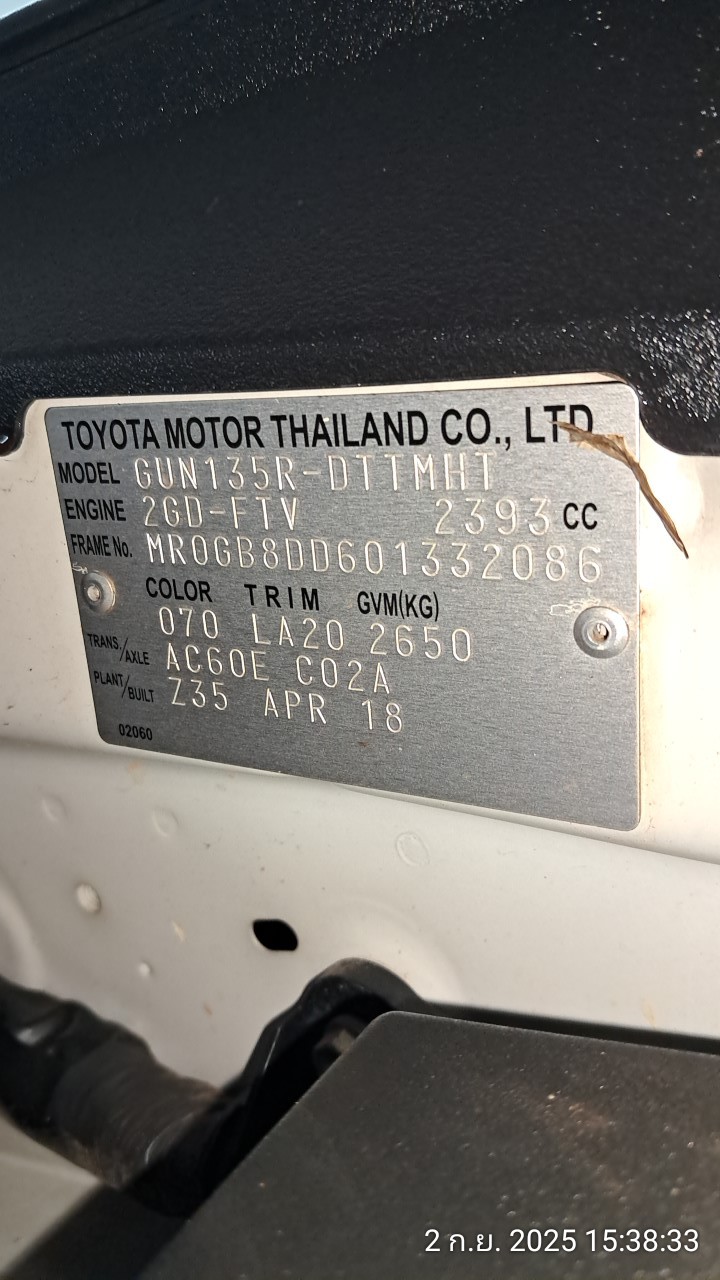 TOYOTA MOTOR THAILAND CO., LTD
MODEL GUN135R-DTTMHT
ENGINE 2GD-FTV 2393 CC
FRAME No. MR0GB8DD601332086
COLOR TRIM GVM(KG)
070 LA20 2650
TRANS./AXLE AC60E C02A
PLANT/BUILT Z35 APR 18
02060
2 ก.ย. 2025 15:38:33